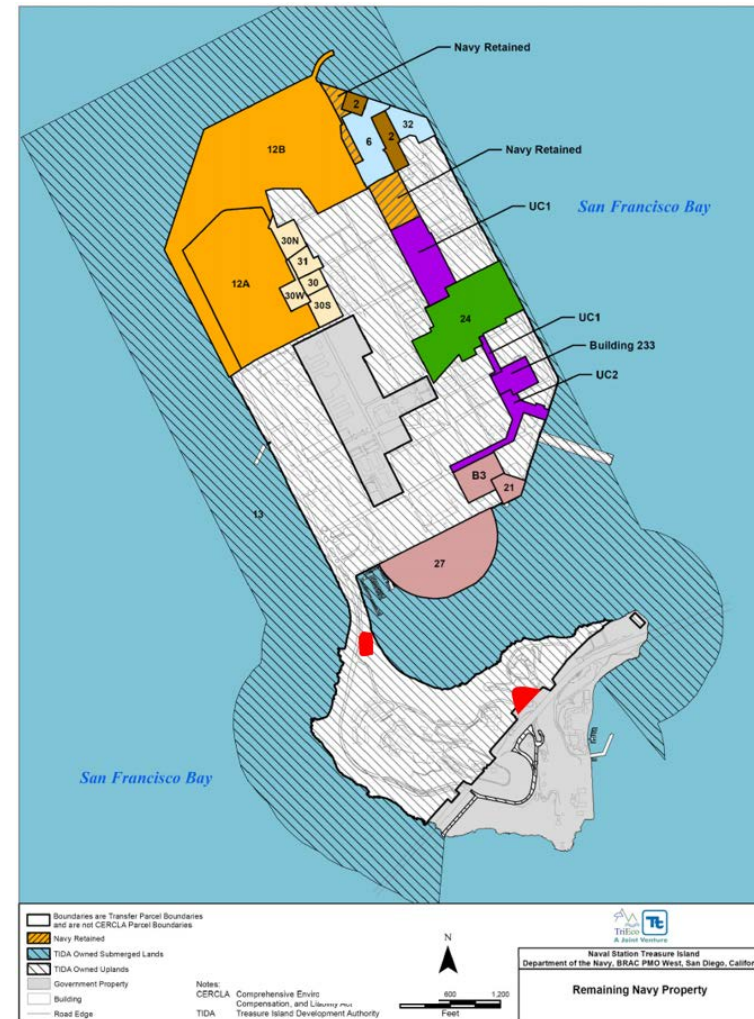 Navy Retained
2
32
6
2
12B
Navy Retained
UC1
San Francisco Bay
30N
31
12A
30
30W
30S
24
UC1
Building 233
UC2
B3
21
13
27
San Francisco Bay
Boundaries are Transfer Parcel Boundaries
and are not CERCLA Parcel Boundaries
Navy Retained
TIDA Owned Submerged Lands
TIDA Owned Uplands
Government Property
Building
Road Edge
Notes:
CERCLA Comprehensive Enviro
Compensation, and Liability Act
TIDA Treasure Island Development Authority
N
600 1,200
Feet
TriEco Tt
A Joint Venture
Naval Station Treasure Island
Department of the Navy, BRAC PMO West, San Diego, Califor
Remaining Navy Property